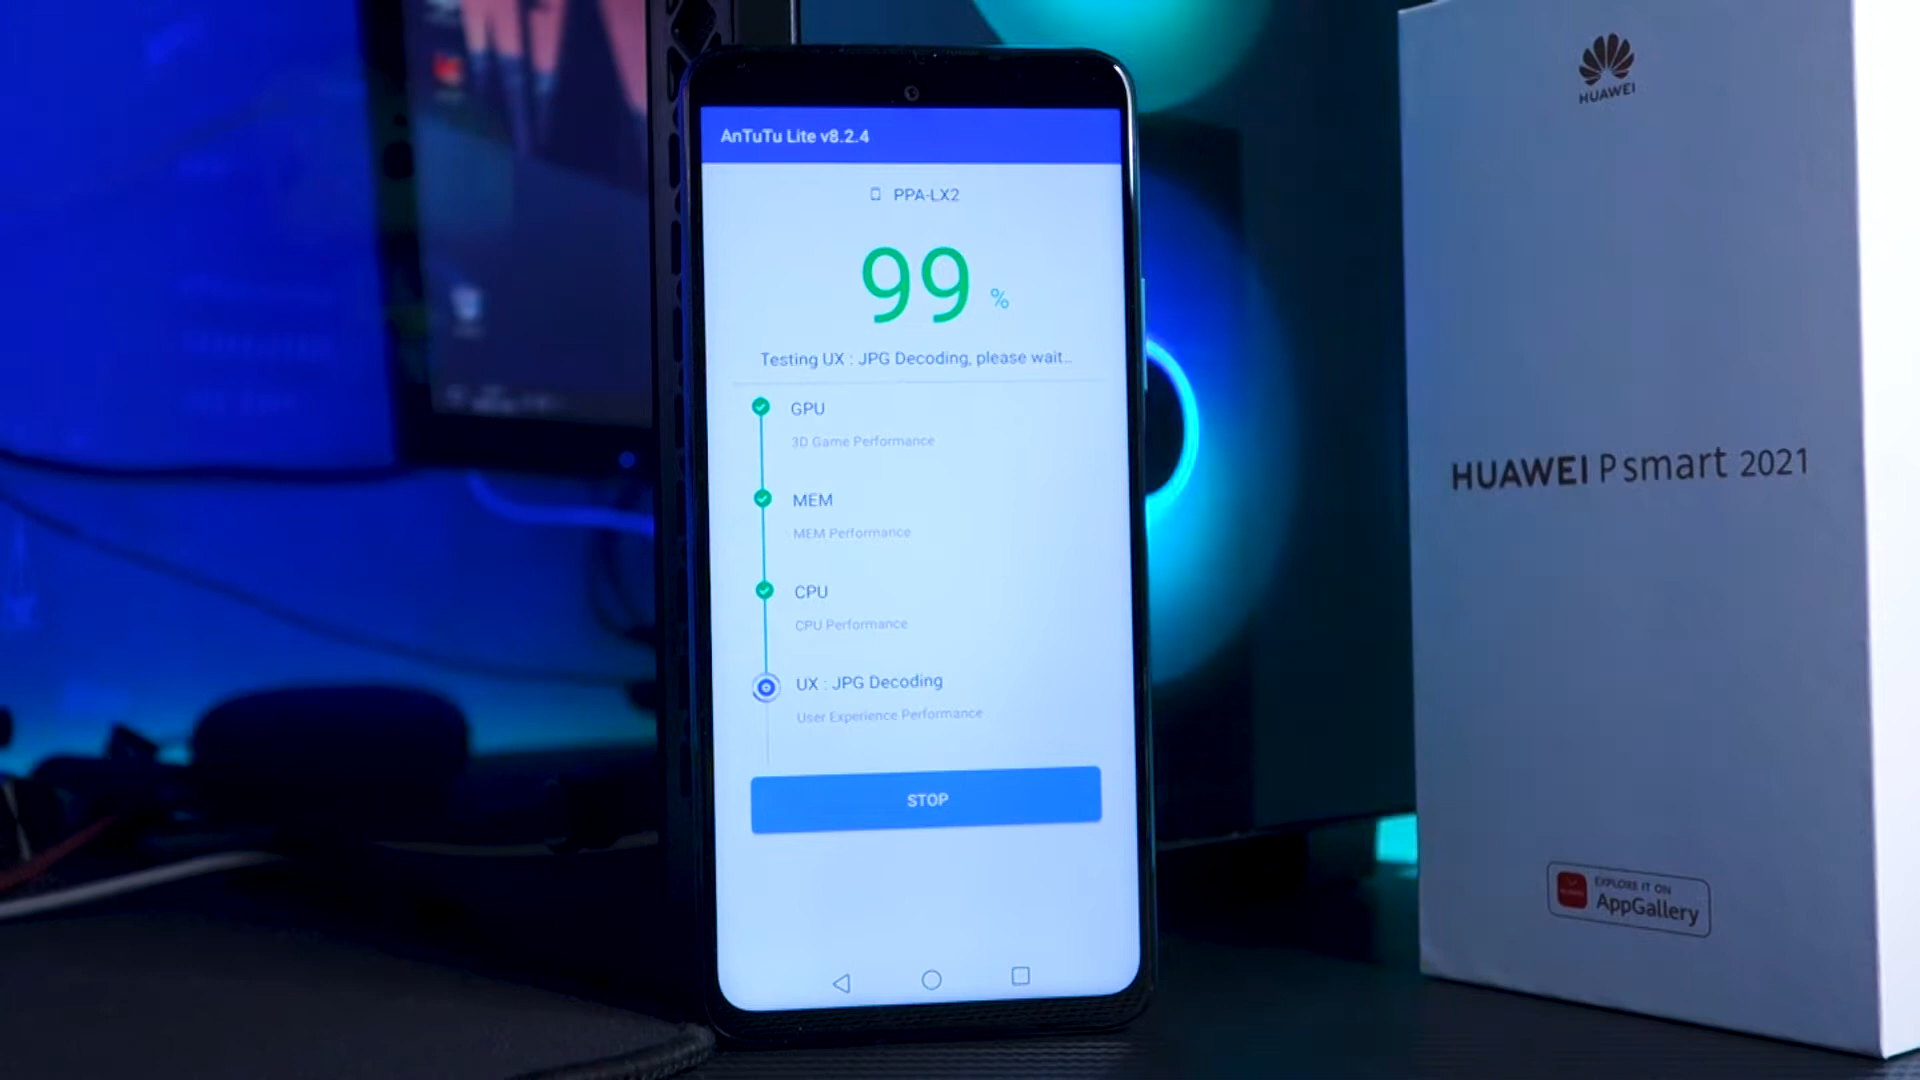 AnTuTu Lite v8.2.4
PPA-LX2
99 %
Testing UX : JPG Decoding, please wait...
GPU
3D Game Performance
MEM
MEM Performance
CPU
CPU Performance
UX : JPG Decoding
User Experience Performance
STOP
HUAWEI
HUAWEI P smart 2021
EXPLORE IT ON
AppGallery